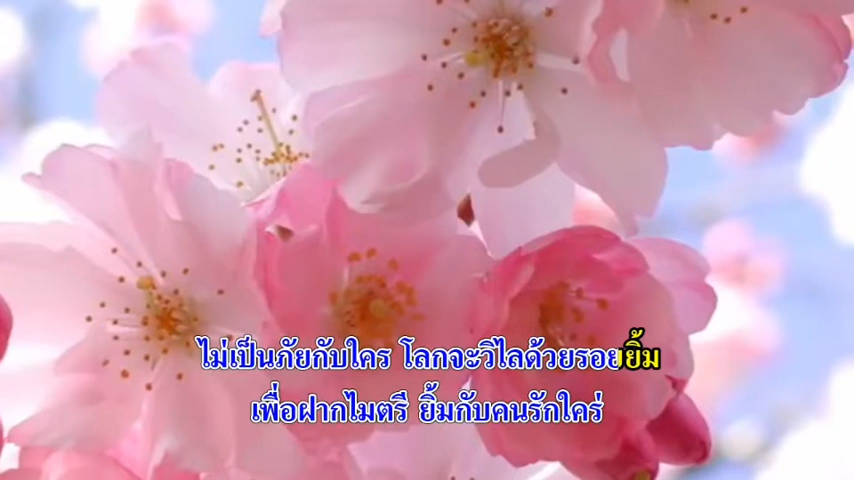 ไม่เป็นภัยกับใคร โลกจะวิไลด้วยรอยยิ้ม
เพื่อฝากไมตรี ยิ้มกับคนรักใคร่